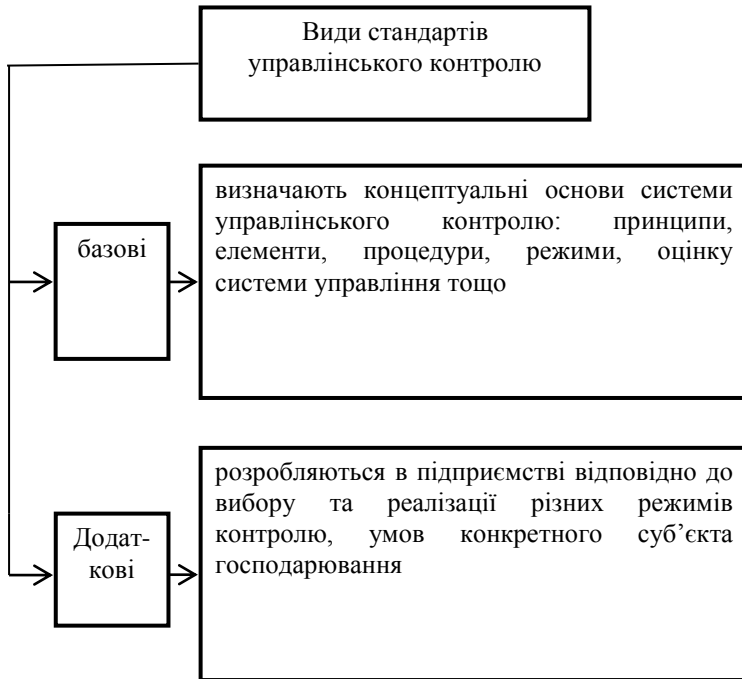 Види стандартів
управлінського контролю
базові
визначають концептуальні основи системи
управлінського контролю: принципи,
елементи, процедури, режими, оцінку
системи управління тощо
Додат-
кові
розробляються в підприємстві відповідно до
вибору та реалізації різних режимів
контролю, умов конкретного суб’єкта
господарювання